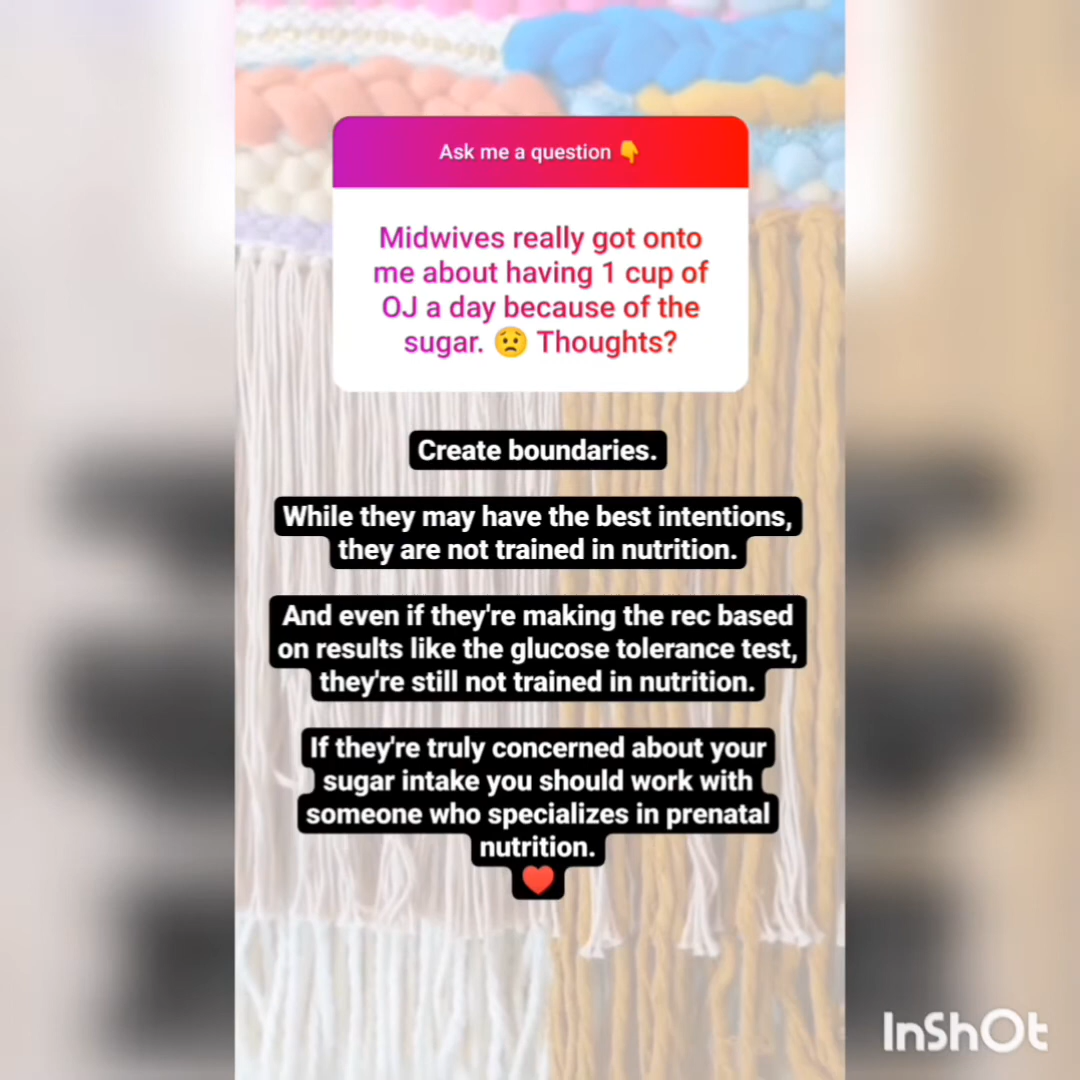 Ask me a question 👇
Midwives really got onto
me about having 1 cup of
OJ a day because of the
sugar. 😟 Thoughts?
Create boundaries.
While they may have the best intentions,
they are not trained in nutrition.
And even if they're making the rec based
on results like the glucose tolerance test,
they're still not trained in nutrition.
If they're truly concerned about your
sugar intake you should work with
someone who specializes in prenatal
nutrition.
♥️
InShOt